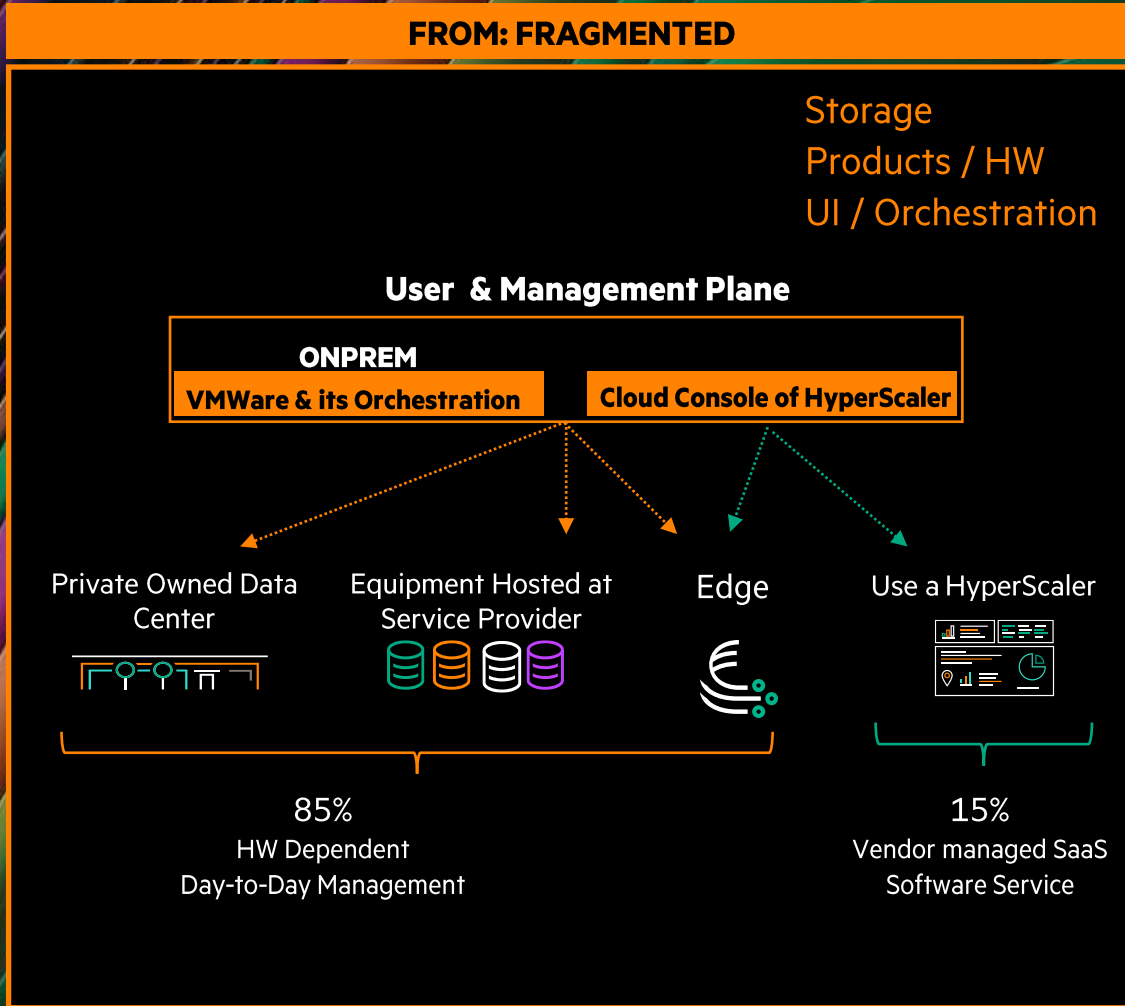 FROM: FRAGMENTED
Storage
Products / HW
UI / Orchestration
User & Management Plane
ONPREM
VMWare & its Orchestration
Cloud Console of HyperScaler
Private Owned Data
Center
Equipment Hosted at
Service Provider
Edge
Use a HyperScaler
85%
HW Dependent
Day-to-Day Management
15%
Vendor managed SaaS
Software Service